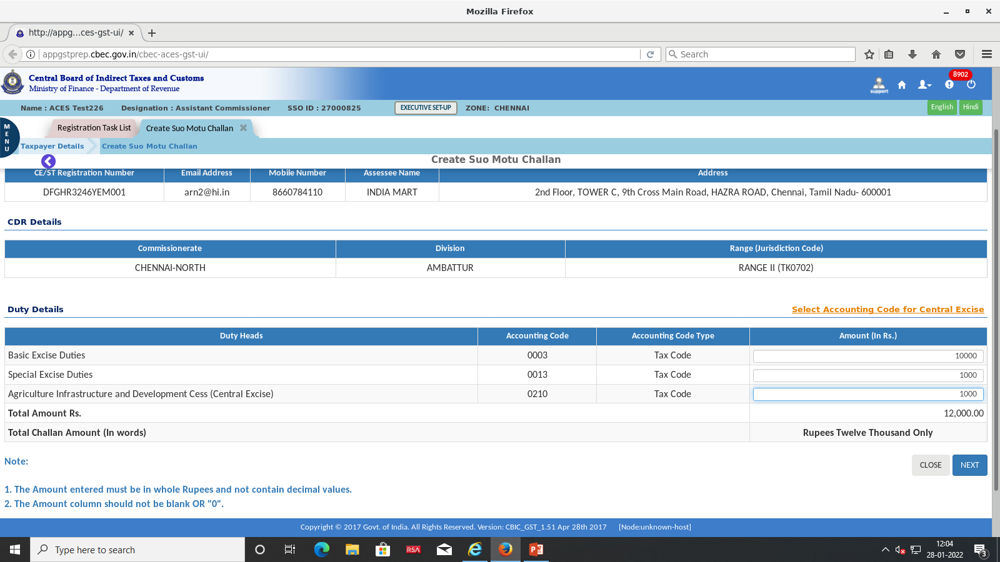 Mozilla Firefox
http://appg...ces-gst-ui/
appgstprep.cbec.gov.in/cbec-aces-gst-ui/
Search
Central Board of Indirect Taxes and Customs
Ministry of Finance - Department of Revenue
support
8902
Name : ACES Test226 Designation : Assistant Commissioner SSO ID : 27000825 EXECUTIVE SET-UP ZONE: CHENNAI English Hindi
MENU
Registration Task List Create Suo Motu Challan
Taxpayer Details Create Suo Motu Challan
Create Suo Motu Challan
CE/ST Registration Number Email Address Mobile Number Assessee Name Address
DFGHR3246YEM001 arn2@hi.in 8660784110 INDIA MART 2nd Floor, TOWER C, 9th Cross Main Road, HAZRA ROAD, Chennai, Tamil Nadu- 600001
CDR Details
Commissionerate Division Range (Jurisdiction Code)
CHENNAI-NORTH AMBATTUR RANGE II (TK0702)
Duty Details Select Accounting Code for Central Excise
Duty Heads Accounting Code Accounting Code Type Amount (In Rs.)
Basic Excise Duties 0003 Tax Code 10000
Special Excise Duties 0013 Tax Code 1000
Agriculture Infrastructure and Development Cess (Central Excise) 0210 Tax Code 1000
Total Amount Rs. 12,000.00
Total Challan Amount (In words) Rupees Twelve Thousand Only
Note:
CLOSE NEXT
1. The Amount entered must be in whole Rupees and not contain decimal values.
2. The Amount column should not be blank OR "0".
Copyright © 2017 Govt. of India. All Rights Reserved. Version: CBIC_GST_1.51 Apr 28th 2017 [Node:unknown-host]
Type here to search
RSA
12:04
28-01-2022
3